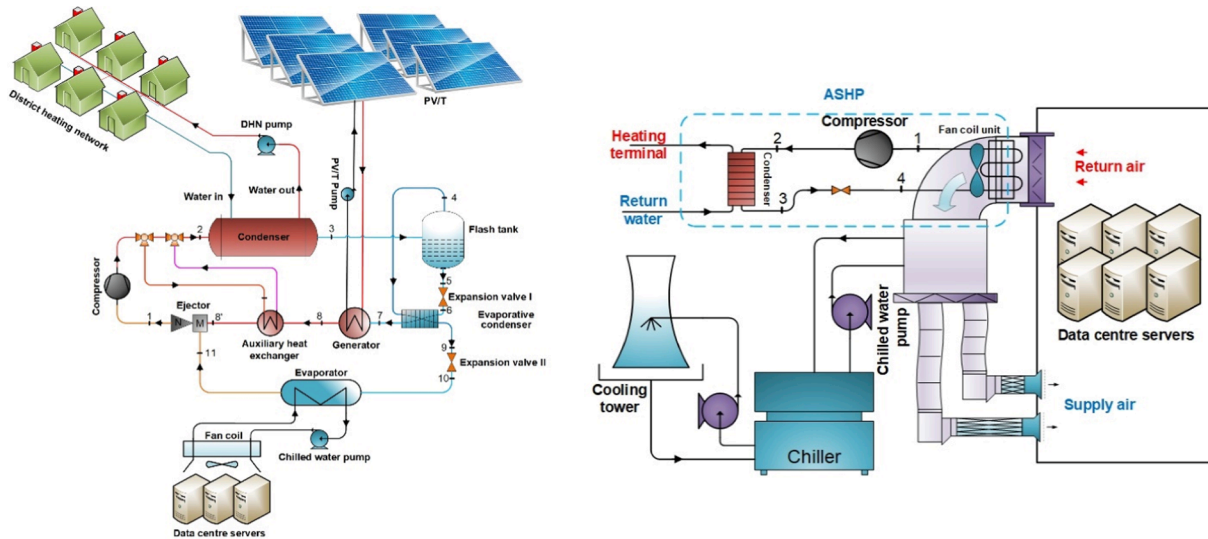 PV/T
District heating network
DHN pump
PV/T Pump
Water in
Water out
4
Flash tank
2
Condenser
3
Compressor
5
Expansion valve I
6
Ejector
1
N
M
8'
8
7
Evaporative
condenser
Auxiliary heat
exchanger
Generator
9
11
Expansion valve II
10
Evaporator
Fan coil
Chilled water pump
Data centre servers
ASHP
Compressor
Heating
terminal
2
1
Fan coil unit
Condenser
Return air
4
Return
water
3
Chilled water
pump
Data centre servers
Cooling
tower
Supply air
Chiller